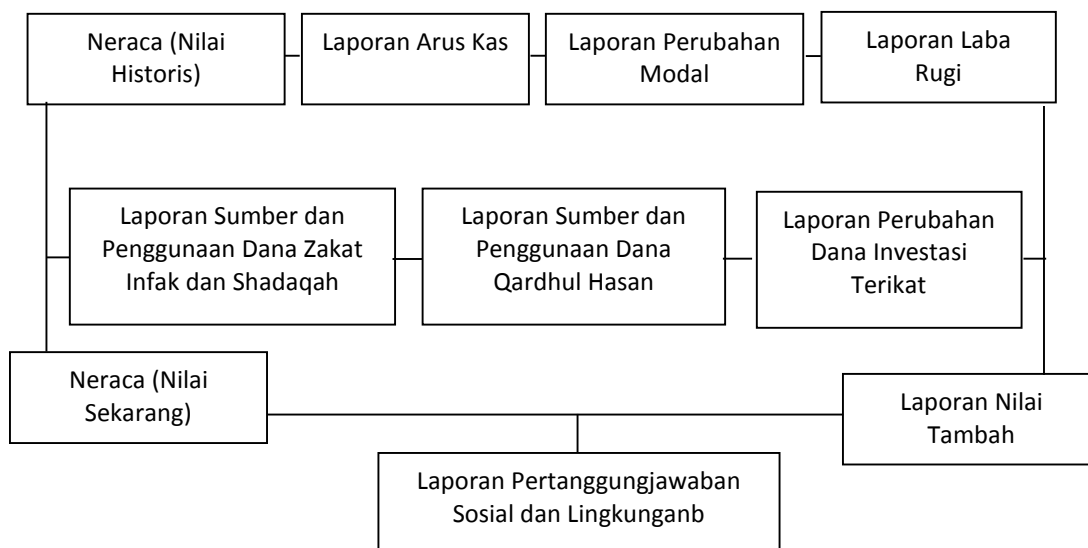 Neraca (Nilai
Historis)
Laporan Arus Kas
Laporan Perubahan
Modal
Laporan Laba
Rugi
Laporan Sumber dan
Penggunaan Dana Zakat
Infak dan Shadaqah
Laporan Sumber dan
Penggunaan Dana
Qardhul Hasan
Laporan Perubahan
Dana Investasi
Terikat
Neraca (Nilai
Sekarang)
Laporan Nilai
Tambah
Laporan Pertanggungjawaban
Sosial dan Lingkunganb